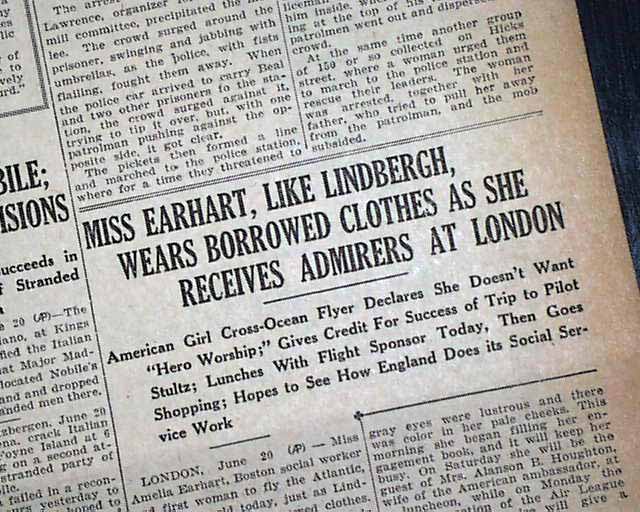 The arrest
Lawrence, organizer
mill committee, precipitated the
lee. The crowd surged around the
prisoner, swinging and jabbing with
umbrellas, as the police, with fists
flailing, fought them away. When
the police car arrived to carry Beal
and two other prisoners to the sta-
tion, the crowd surged against it,
trying to tip it over, but, with one
patrolman pushing against the op-
posite side, it got clear.
The pickets then formed a line
and marched to the police station,
where for a time they threatened to
him inside.
ing at the top of his
patrolmen went out and dispersed
crowd.
At the same time another group
of 150 or so collected on Hicks
street, where a woman urged them
to march to the police station and
rescue their leaders. The woman
was arrested, together with her
father, who tried to pull her away
from the patrolman, and the mob
subsided.
BILE;
ISIONS
ucceeds in
f Stranded
MISS EARHART, LIKE LINDBERGH,
WEARS BORROWED CLOTHES AS SHE
RECEIVES ADMIRERS AT LONDON
American Girl Cross-Ocean Flyer Declares She Doesn't Want
"Hero Worship;" Gives Credit For Success of Trip to Pilot
Stultz; Lunches With Flight Sponsor Today, Then Goes
Shopping; Hopes to See How England Does its Social Ser-
vice Work
e 20 (AP)—The
ano, at Kings
fied the Italian
at Major Mad-
located Nobile's
and and dropped
anded men there.
zbergen, June 20
ena, crack Italian
Foyne Island at 6
g on a second at-
stranded party of
failed in a recon-
urs yesterday to
LONDON, June 20 (AP) — Miss
Amelia Earhart, Boston social worker
and first woman to fly the Atlantic,
today, just as Lind-
clothes.
gray eyes were lustrous and there
was color in her pale cheeks. This
morning she began filling her en-
gagement book, and it will keep her
busy. On Saturday she will be the
guest of Mrs. Alanson B. Houghton,
wife of the American ambassador, at
luncheon, while on Monday the
of the Air League
will give a